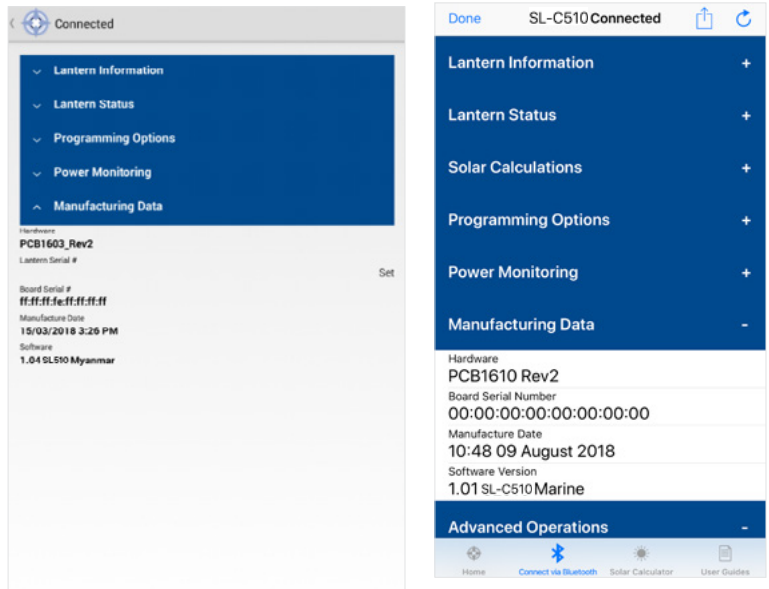 Connected
Lantern Information
Lantern Status
Programming Options
Power Monitoring
Manufacturing Data
Hardware
PCB1603_Rev2
Lantern Serial #
Set
Board Serial #
ff:ff:ff:fe:ff:ff:ff:ff
Manufacture Date
15/03/2018 3:26 PM
Software
1.04 SL510 Myanmar
Done SL-C510 Connected
Lantern Information +
Lantern Status +
Solar Calculations +
Programming Options +
Power Monitoring +
Manufacturing Data -
Hardware
PCB1610 Rev2
Board Serial Number
00:00:00:00:00:00:00:00
Manufacture Date
10:48 09 August 2018
Software Version
1.01 SL-C510 Marine
Advanced Operations -
Home Connect via Bluetooth Solar Calculator User Guides